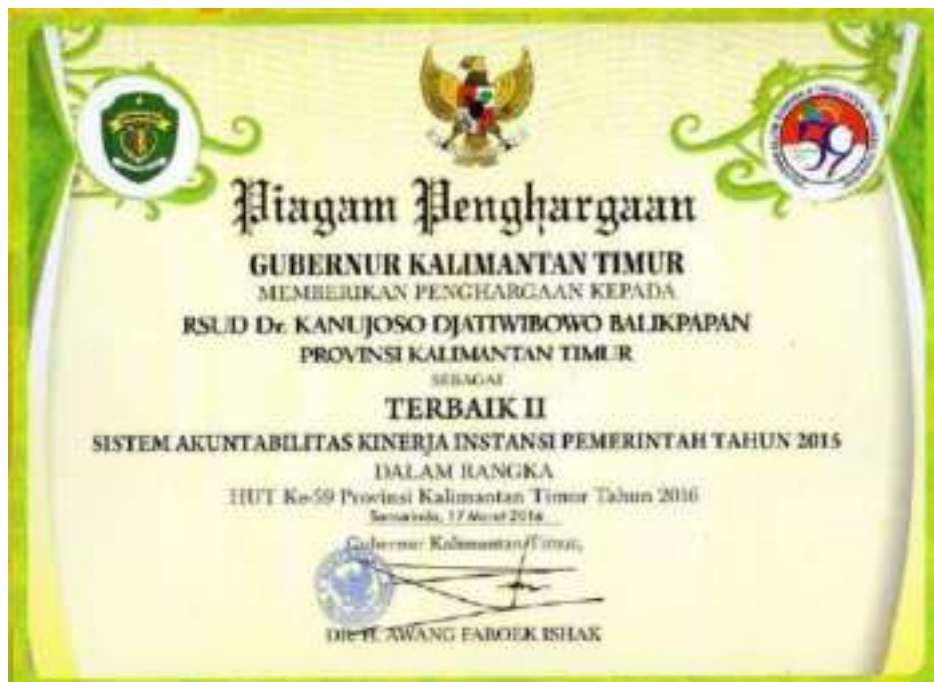 59
Piagam Penghargaan
GUBERNUR KALIMANTAN TIMUR
MEMBERIKAN PENGHARGAAN KEPADA
RSUD Dr. KANUJOSO DJATIWIBOWO BALIKPAPAN
PROVINSI KALIMANTAN TIMUR
SEBAGAI
TERBAIK II
SISTEM AKUNTABILITAS KINERJA INSTANSI PEMERINTAH TAHUN 2015
DALAM RANGKA
HUT Ke-59 Provinsi Kalimantan Timur Tahun 2016
Samarinda, 17 Maret 2016
Gubernur Kalimantan Timur,
H. AWANG FAROEK ISHAK